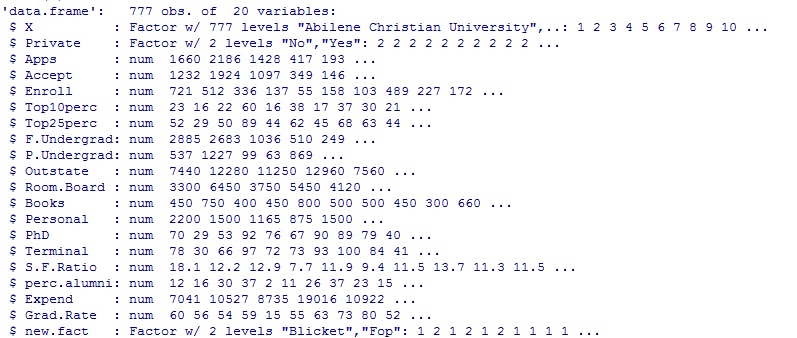 'data.frame':   777 obs. of  20 variables:
 $ X          : Factor w/ 777 levels "Abilene Christian University",..: 1 2 3 4 5 6 7 8 9 10 ...
 $ Private    : Factor w/ 2 levels "No","Yes": 2 2 2 2 2 2 2 2 2 2 ...
 $ Apps       : num  1660 2186 1428 417 193 ...
 $ Accept     : num  1232 1924 1097 349 146 ...
 $ Enroll     : num  721 512 336 137 55 158 103 489 227 172 ...
 $ Top10perc  : num  23 16 22 60 16 38 17 37 30 21 ...
 $ Top25perc  : num  52 29 50 89 44 62 45 68 63 44 ...
 $ F.Undergrad: num  2885 2683 1036 510 249 ...
 $ P.Undergrad: num  537 1227 99 63 869 ...
 $ Outstate   : num  7440 12280 11250 12960 7560 ...
 $ Room.Board : num  3300 6450 3750 5450 4120 ...
 $ Books      : num  450 750 400 450 800 500 500 450 300 660 ...
 $ Personal   : num  2200 1500 1165 875 1500 ...
 $ PhD        : num  70 29 53 92 76 67 90 89 79 40 ...
 $ Terminal   : num  78 30 66 97 72 73 93 100 84 41 ...
 $ S.F.Ratio  : num  18.1 12.2 12.9 7.7 11.9 9.4 11.5 13.7 11.3 11.5 ...
 $ perc.alumni: num  12 16 30 37 2 11 26 37 23 15 ...
 $ Expend     : num  7041 10527 8735 19016 10922 ...
 $ Grad.Rate  : num  60 56 54 59 15 55 63 73 80 52 ...
 $ new.fact   : Factor w/ 2 levels "Blicket","Fop": 1 2 1 2 1 2 1 1 1 1 ...